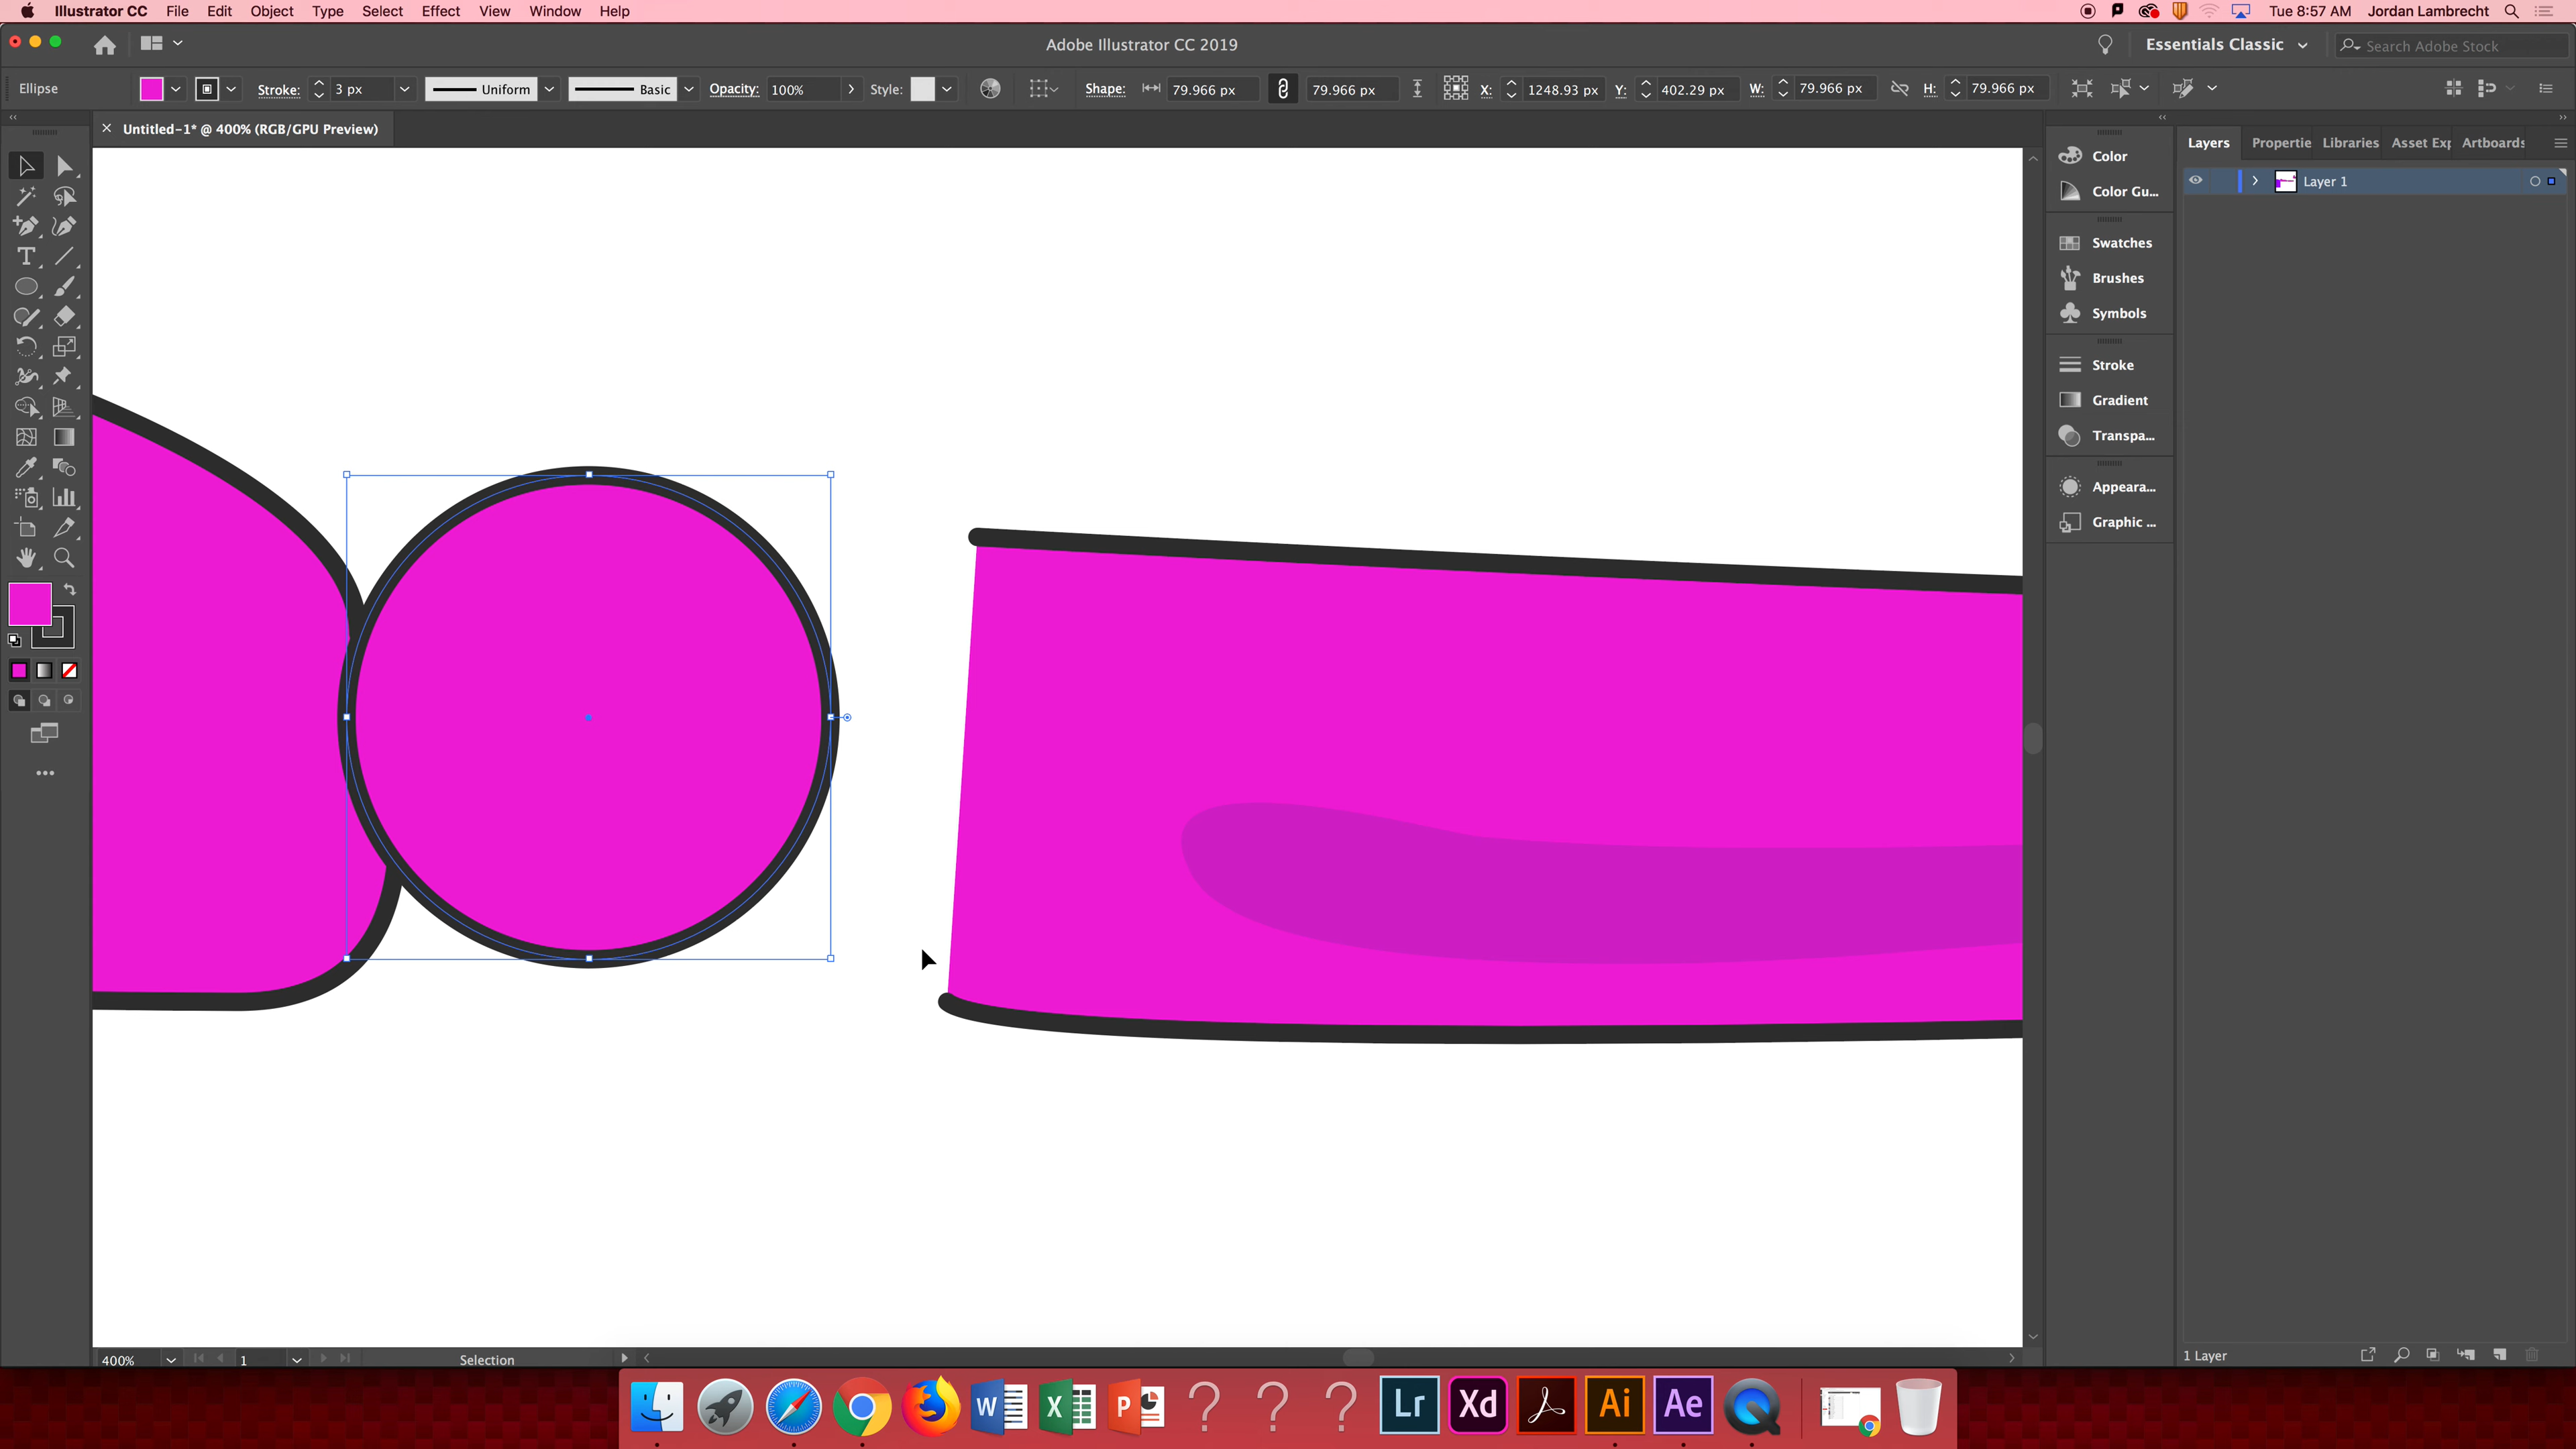 Illustrator CC File Edit Object Type Select Effect View Window Help Tue 8:57 AM Jordan Lambrecht
Adobe Illustrator CC 2019 Essentials Classic Search Adobe Stock
Ellipse Stroke: 3 px Uniform Basic Opacity: 100% Style: Shape: 79.966 px 79.966 px X: 1248.93 px Y: 402.29 px W: 79.966 px H: 79.966 px
Untitled-1* @ 400% (RGB/GPU Preview)
Layers Propertie Libraries Asset Exp Artboards
Color
Layer 1
Color Gu...
Swatches
Brushes
Symbols
Stroke
Gradient
Transpa...
Appeara...
Graphic ...
400% 1 Selection
1 Layer
W X P ? ? ? Lr Xd Ai Ae